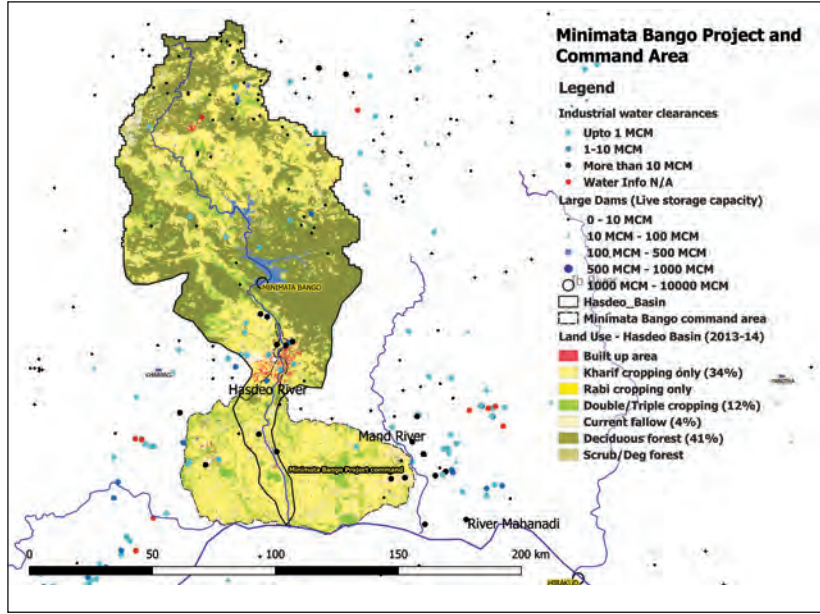 Minimata Bango Project and
Command Area
Legend
Industrial water clearances
Upto 1 MCM
1-10 MCM
More than 10 MCM
Water Info N/A
Large Dams (Live storage capacity)
0 - 10 MCM
10 MCM - 100 MCM
100 MCM - 500 MCM
500 MCM - 1000 MCM
1000 MCM - 10000 MCM
Hasdeo_Basin
Minimata Bango command area
Land Use - Hasdeo Basin (2013-14)
Built up area
Kharif cropping only (34%)
Rabi cropping only
Double/Triple cropping (12%)
Current fallow (4%)
Deciduous forest (41%)
Scrub/Deg forest
MINIMATA BANGO
Hasdeo River
Mand River
Minimata Bango Project command
River Mahanadi
0 50 100 150 200 km